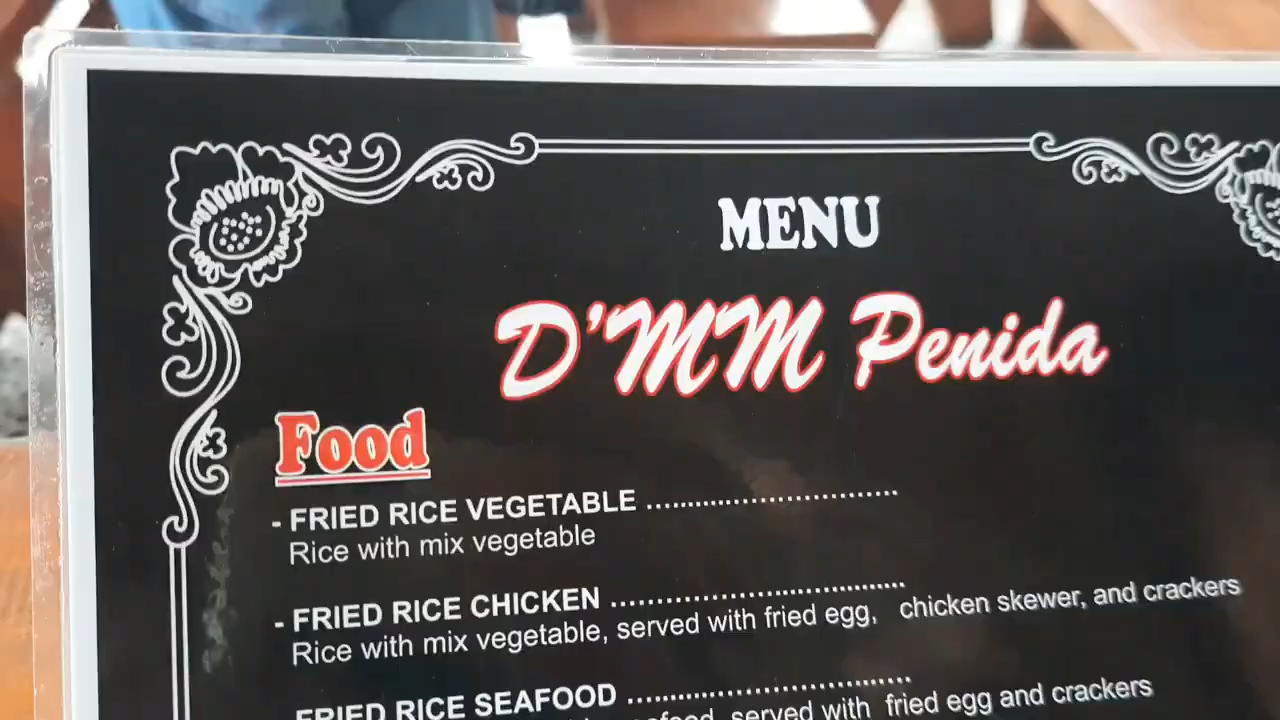 MENU
D'MM Penida
Food
- FRIED RICE VEGETABLE ....................................
Rice with mix vegetable
- FRIED RICE CHICKEN ..........................................
Rice with mix vegetable, served with fried egg, chicken skewer, and crackers
FRIED RICE SEAFOOD ........................................
served with fried egg and crackers